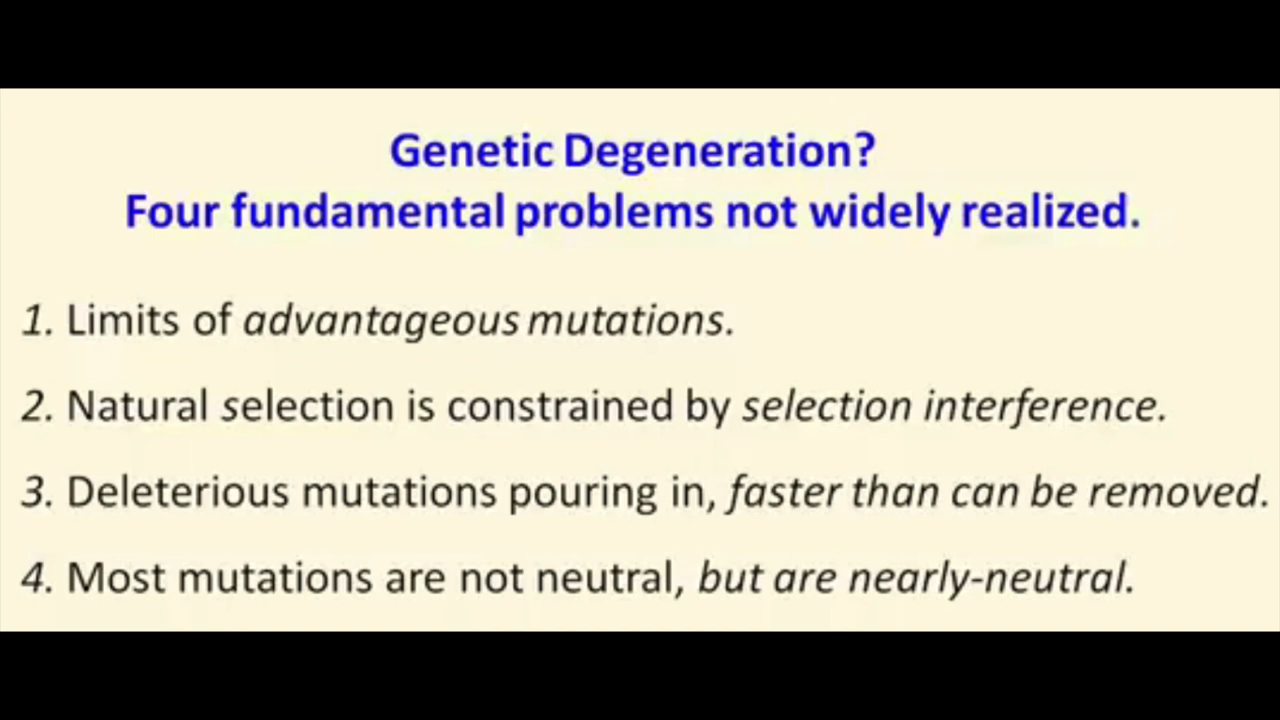 Genetic Degeneration?
Four fundamental problems not widely realized.
1. Limits of advantageous mutations.
2. Natural selection is constrained by selection interference.
3. Deleterious mutations pouring in, faster than can be removed.
4. Most mutations are not neutral, but are nearly-neutral.